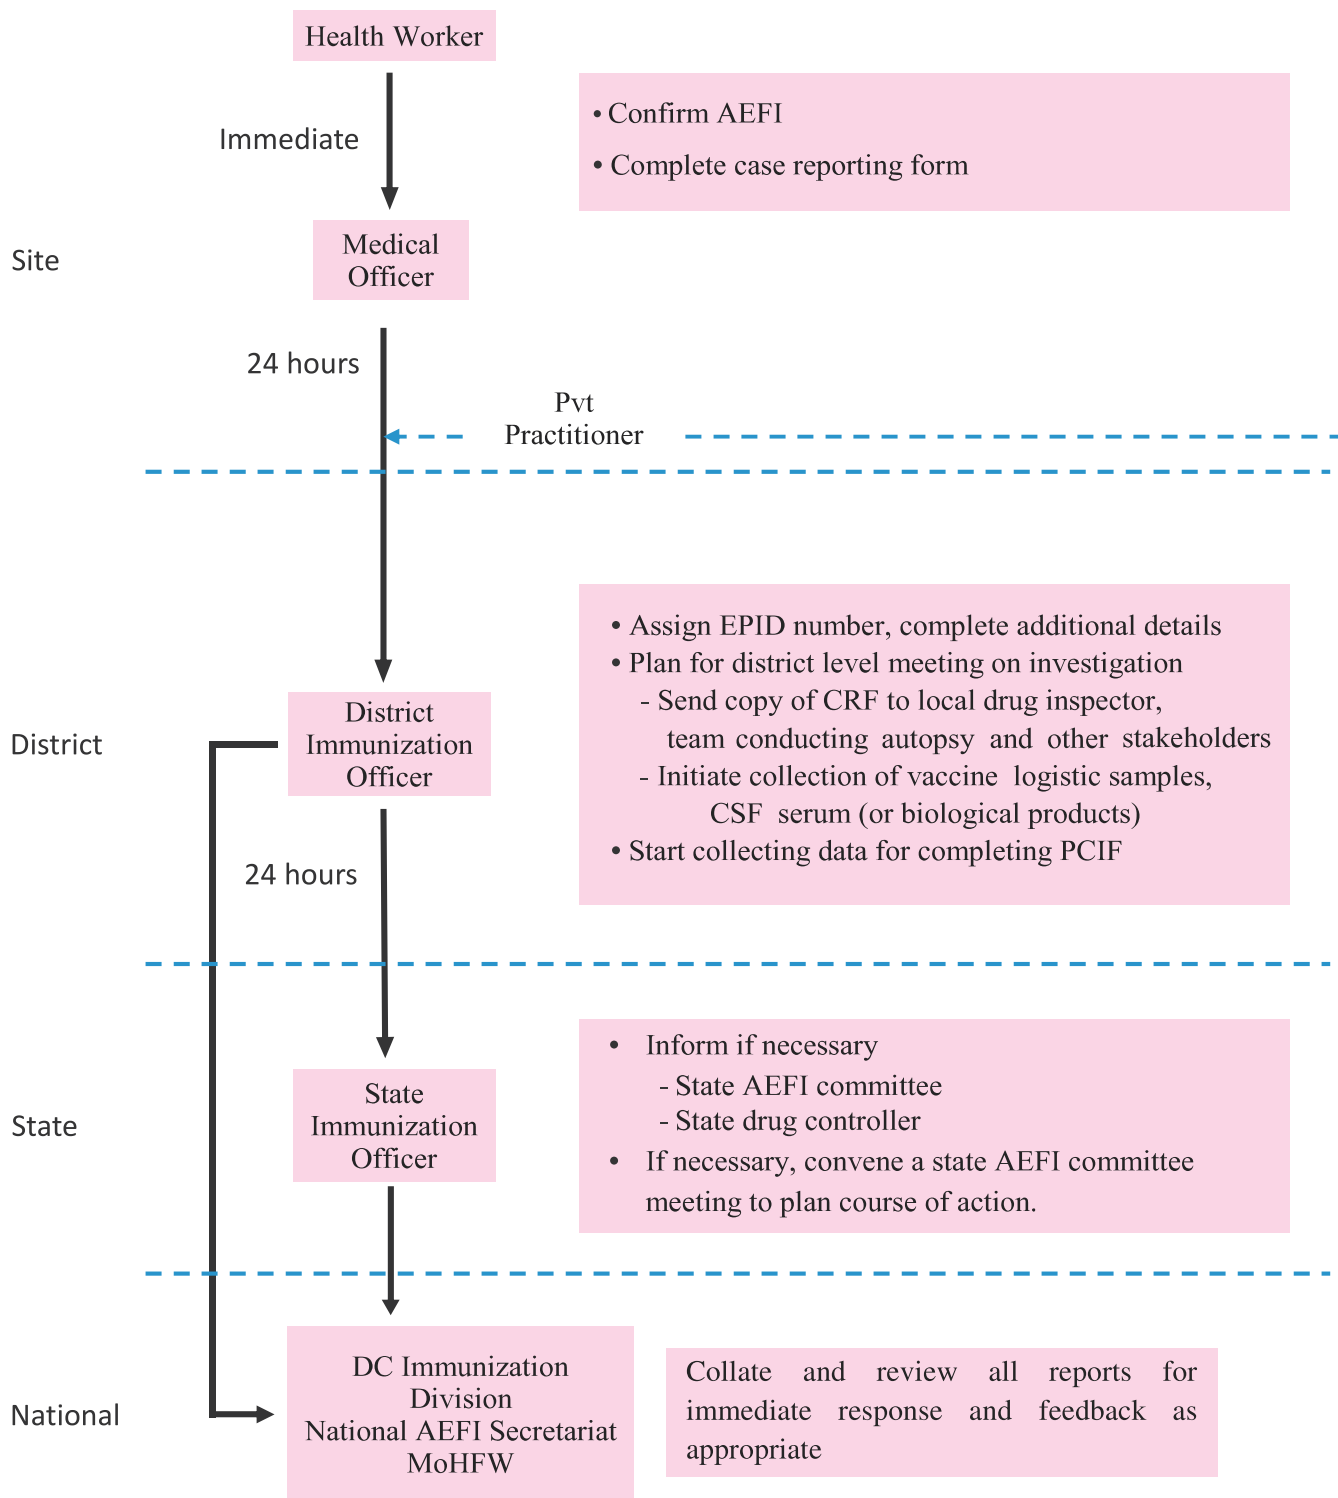 Health Worker
Immediate
• Confirm AEFI
• Complete case reporting form
Site
Medical
Officer
24 hours
Pvt
Practitioner
District
District
Immunization
Officer
• Assign EPID number, complete additional details
• Plan for district level meeting on investigation
- Send copy of CRF to local drug inspector,
team conducting autopsy and other stakeholders
- Initiate collection of vaccine logistic samples,
CSF serum (or biological products)
• Start collecting data for completing PCIF
24 hours
State
State
Immunization
Officer
• Inform if necessary
- State AEFI committee
- State drug controller
• If necessary, convene a state AEFI committee
meeting to plan course of action.
National
DC Immunization
Division
National AEFI Secretariat
MoHFW
Collate and review all reports for
immediate response and feedback as
appropriate